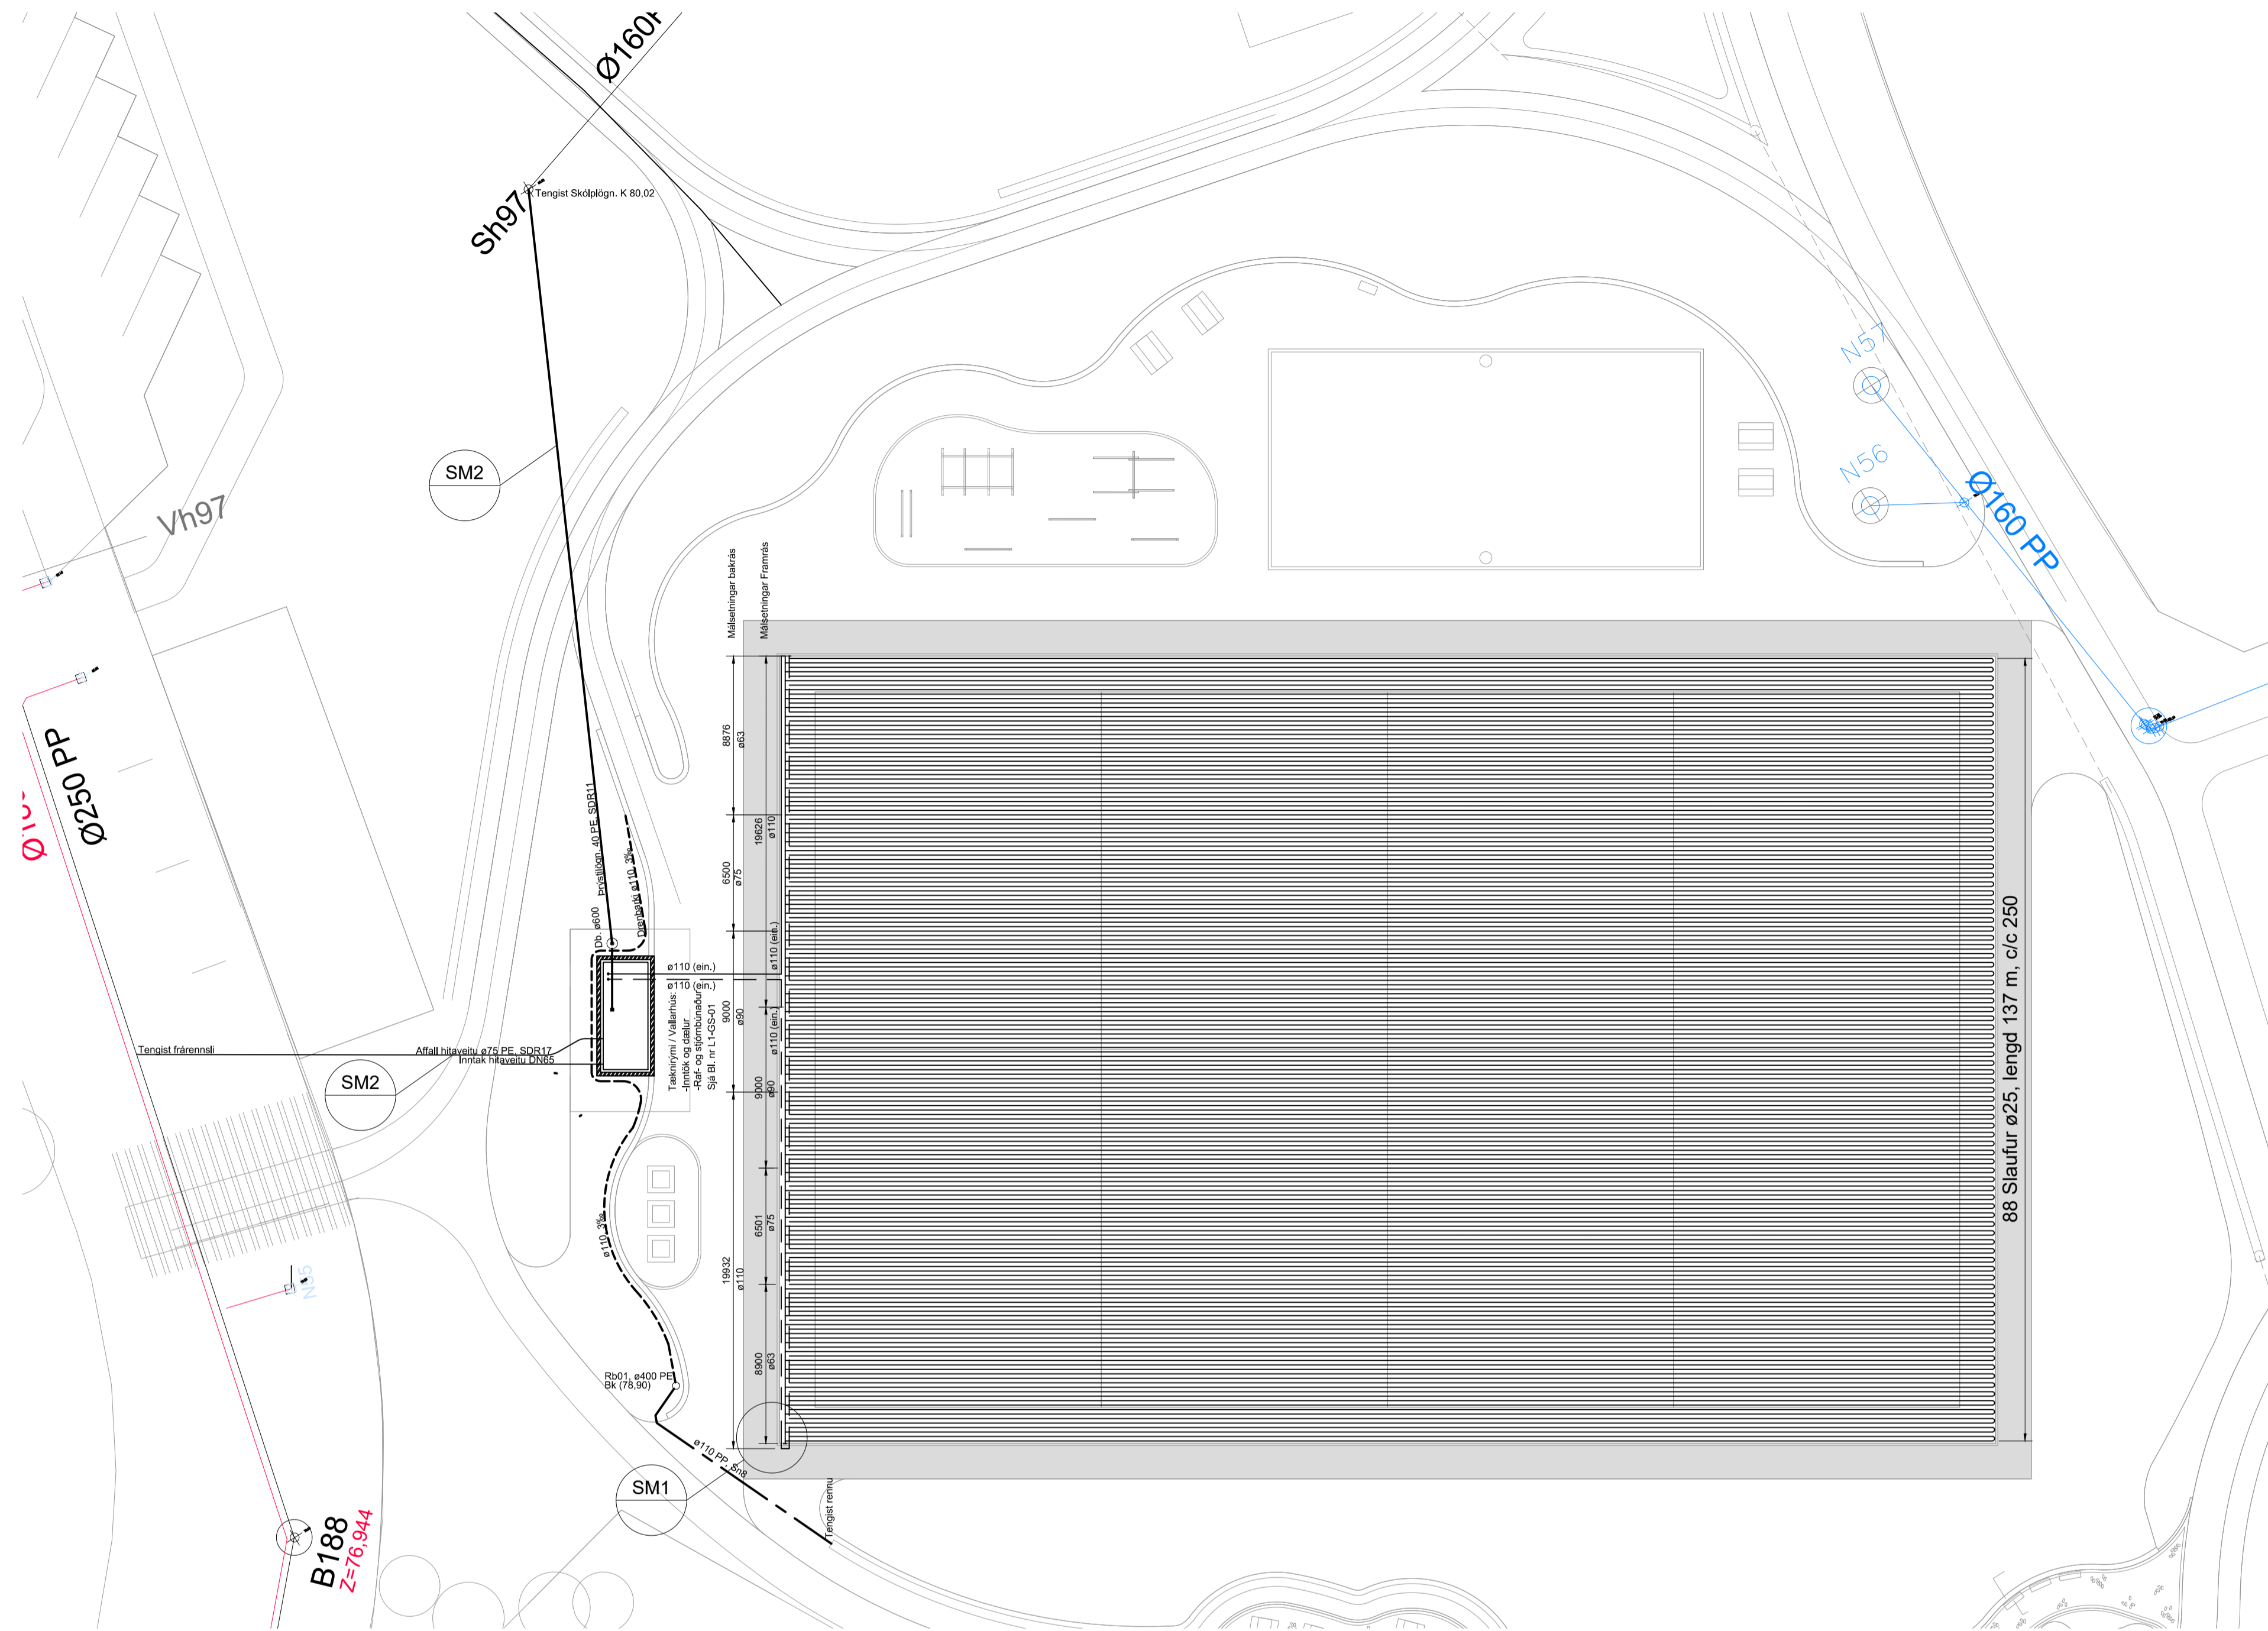 Ø160P
Tengist Skólplögn. K 80,02
Sh97
SM2
Vh97
N57
N56
Ø160 PP
Málsetningar bakrás
Málsetningar Framrás
8876
ø63
19626
ø110
6500
ø75
Þrýstilögn. 40 PE, SDR11
Drenbarki ø110, 3‰
Db. ø600
ø110 (ein.)
ø110 (ein.)
ø110 (ein.)
ø110 (ein.)
9000
ø90
9000
ø90
Tæknirými / Vallarhús:
-Inntök og dælur
-Raf- og stjórnbúnaður
Sjá Bl. nr L1-GS-01
Ø250 PP
Tengist frárennsli
Affall hitaveitu ø75 PE, SDR17
Inntak hitaveitu DN65
SM2
88 Slaufur ø25, lengd 137 m, c/c 250
ø110, 3‰
6501
ø75
19932
ø110
8900
ø63
N55
Rb01, ø400 PE
Bk (78,90)
ø110 PP, Sn8
SM1
Tengist rennu
B188
Z=76,944